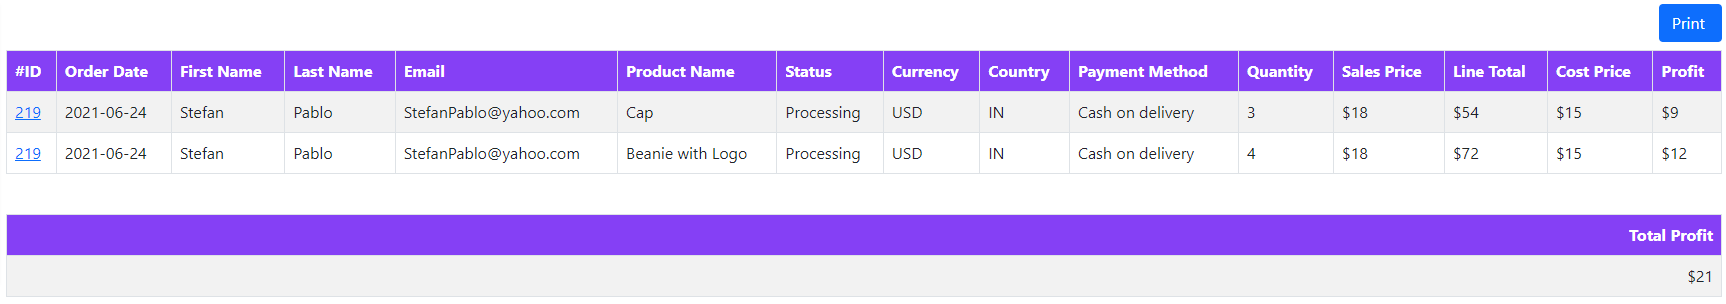 Print
#ID Order Date First Name Last Name Email Product Name Status Currency Country Payment Method Quantity Sales Price Line Total Cost Price Profit
219 2021-06-24 Stefan Pablo StefanPablo@yahoo.com Cap Processing USD IN Cash on delivery 3 $18 $54 $15 $9
219 2021-06-24 Stefan Pablo StefanPablo@yahoo.com Beanie with Logo Processing USD IN Cash on delivery 4 $18 $72 $15 $12
Total Profit
$21